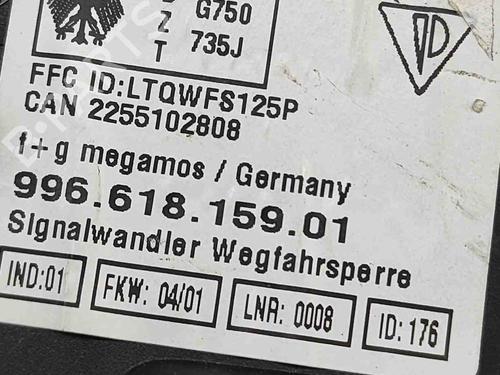 G750
Z
T 735J
FFC ID:LTQWFS125P
CAN 2255102808
f+g megamos / Germany
996.618.159.01
Signalwandler Wegfahrsperre
IND:01
FKW: 04/01
LNR: 0008
ID: 176